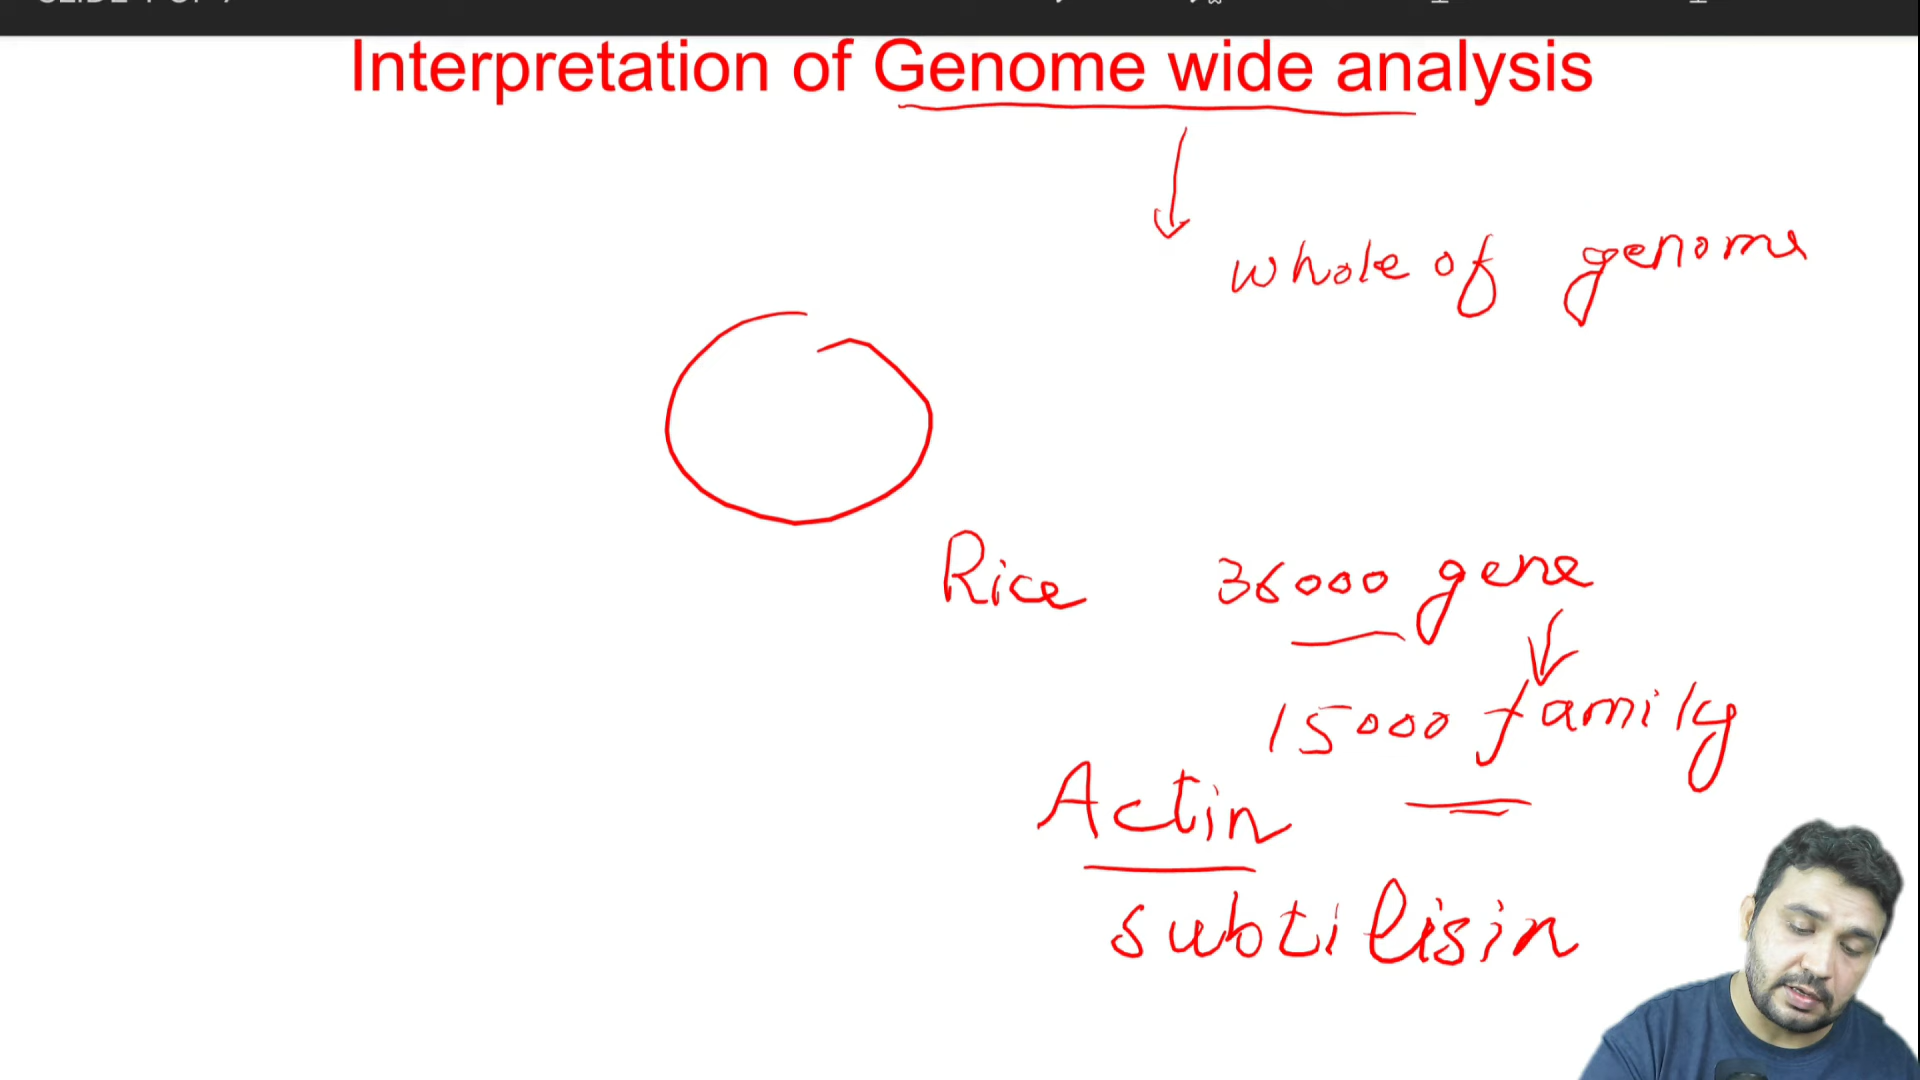 Interpretation of Genome wide analysis
whole of genome
Rice 36000 gene
15000 family
Actin
subtilisin